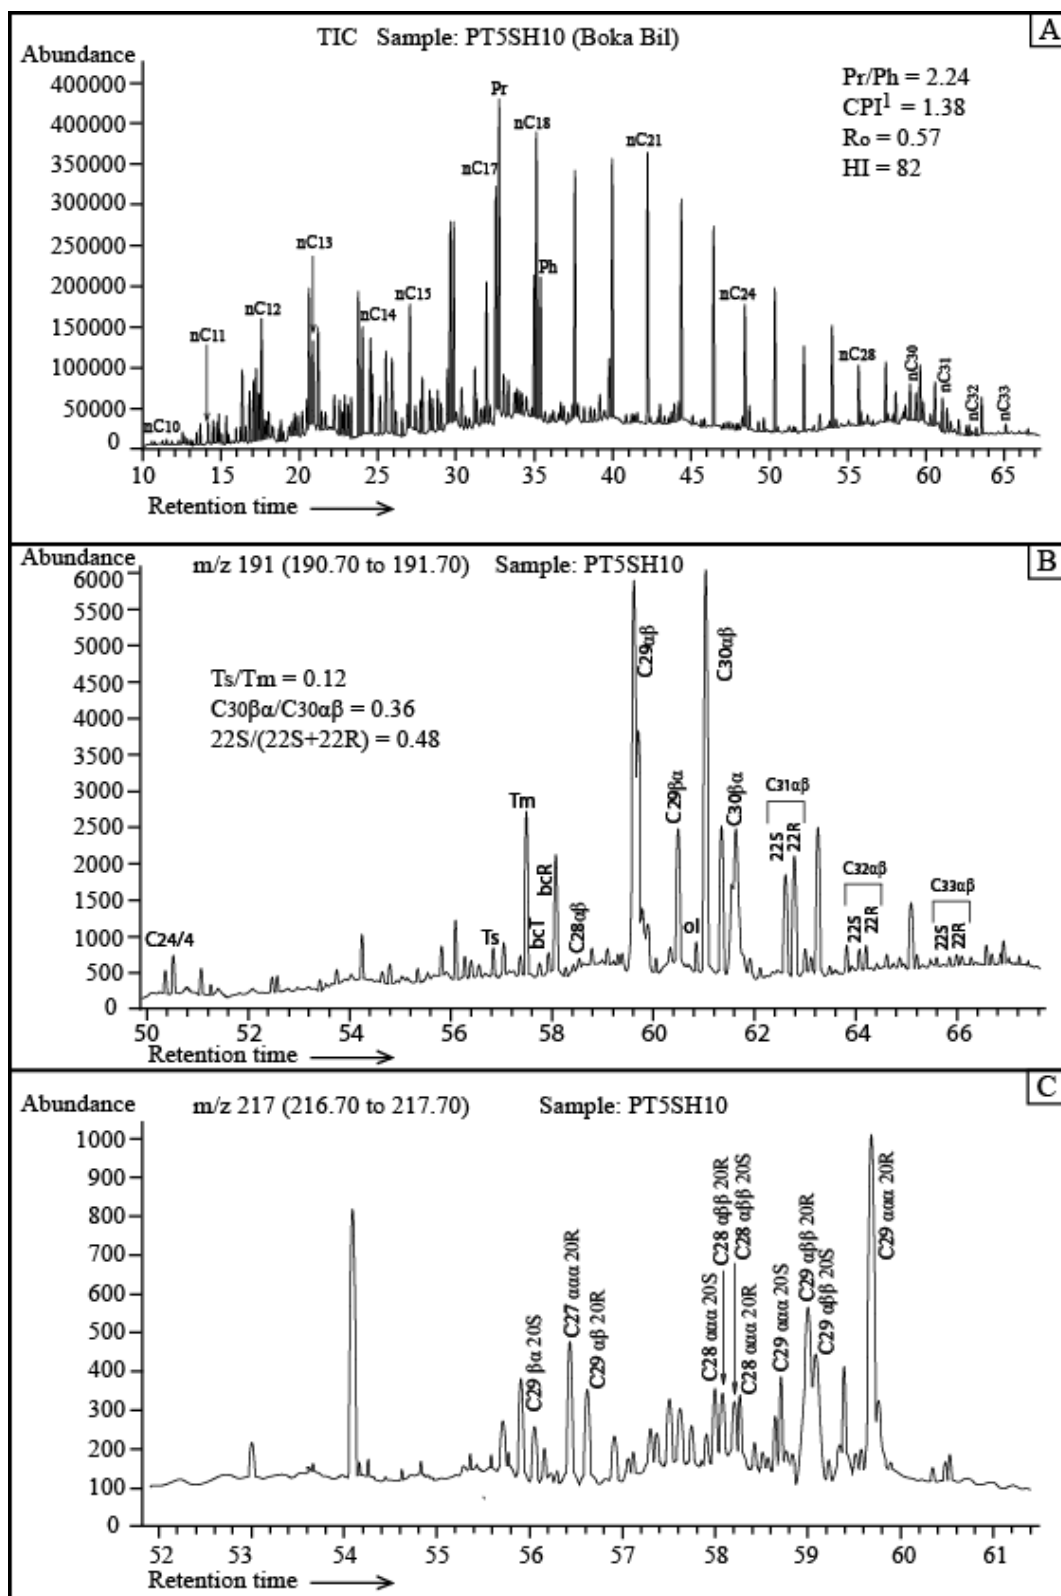 A
TIC Sample: PT5SH10 (Boka Bil)
Abundance
Pr/Ph = 2.24
CPI1 = 1.38
Ro = 0.57
HI = 82
400000
350000
300000
250000
200000
150000
100000
50000
0
nC10
nC11
nC12
nC13
nC14
nC15
nC17
Pr
nC18
Ph
nC21
nC24
nC28
nC30
nC31
nC32
nC33
10 15 20 25 30 35 40 45 50 55 60 65
Retention time
B
Abundance
m/z 191 (190.70 to 191.70) Sample: PT5SH10
Ts/Tm = 0.12
C30βα/C30αβ = 0.36
22S/(22S+22R) = 0.48
6000
5500
5000
4500
4000
3500
3000
2500
2000
1500
1000
500
0
C24/4
Ts
Tm
bcT
bcR
C28αβ
C29αβ
C29βα
ol
C30αβ
C30βα
C31αβ
22S
22R
C32αβ
22S
22R
C33αβ
22S
22R
50 52 54 56 58 60 62 64 66
Retention time
C
Abundance
m/z 217 (216.70 to 217.70) Sample: PT5SH10
1000
900
800
700
600
500
400
300
200
100
0
C29 βα 20S
C27 ααα 20R
C29 αβ 20R
C28 ααα 20S
C28 αββ 20R
C28 αββ 20S
C28 ααα 20R
C29 ααα 20S
C29 αββ 20R
C29 αββ 20S
C29 ααα 20R
52 53 54 55 56 57 58 59 60 61
Retention time